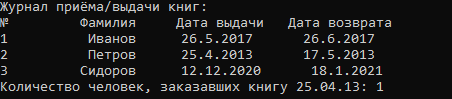 Журнал приёма/выдачи книг:
№ Фамилия Дата выдачи Дата возврата
1 Иванов 26.5.2017 26.6.2017
2 Петров 25.4.2013 17.5.2013
3 Сидоров 12.12.2020 18.1.2021
Количество человек, заказавших книгу 25.04.13: 1